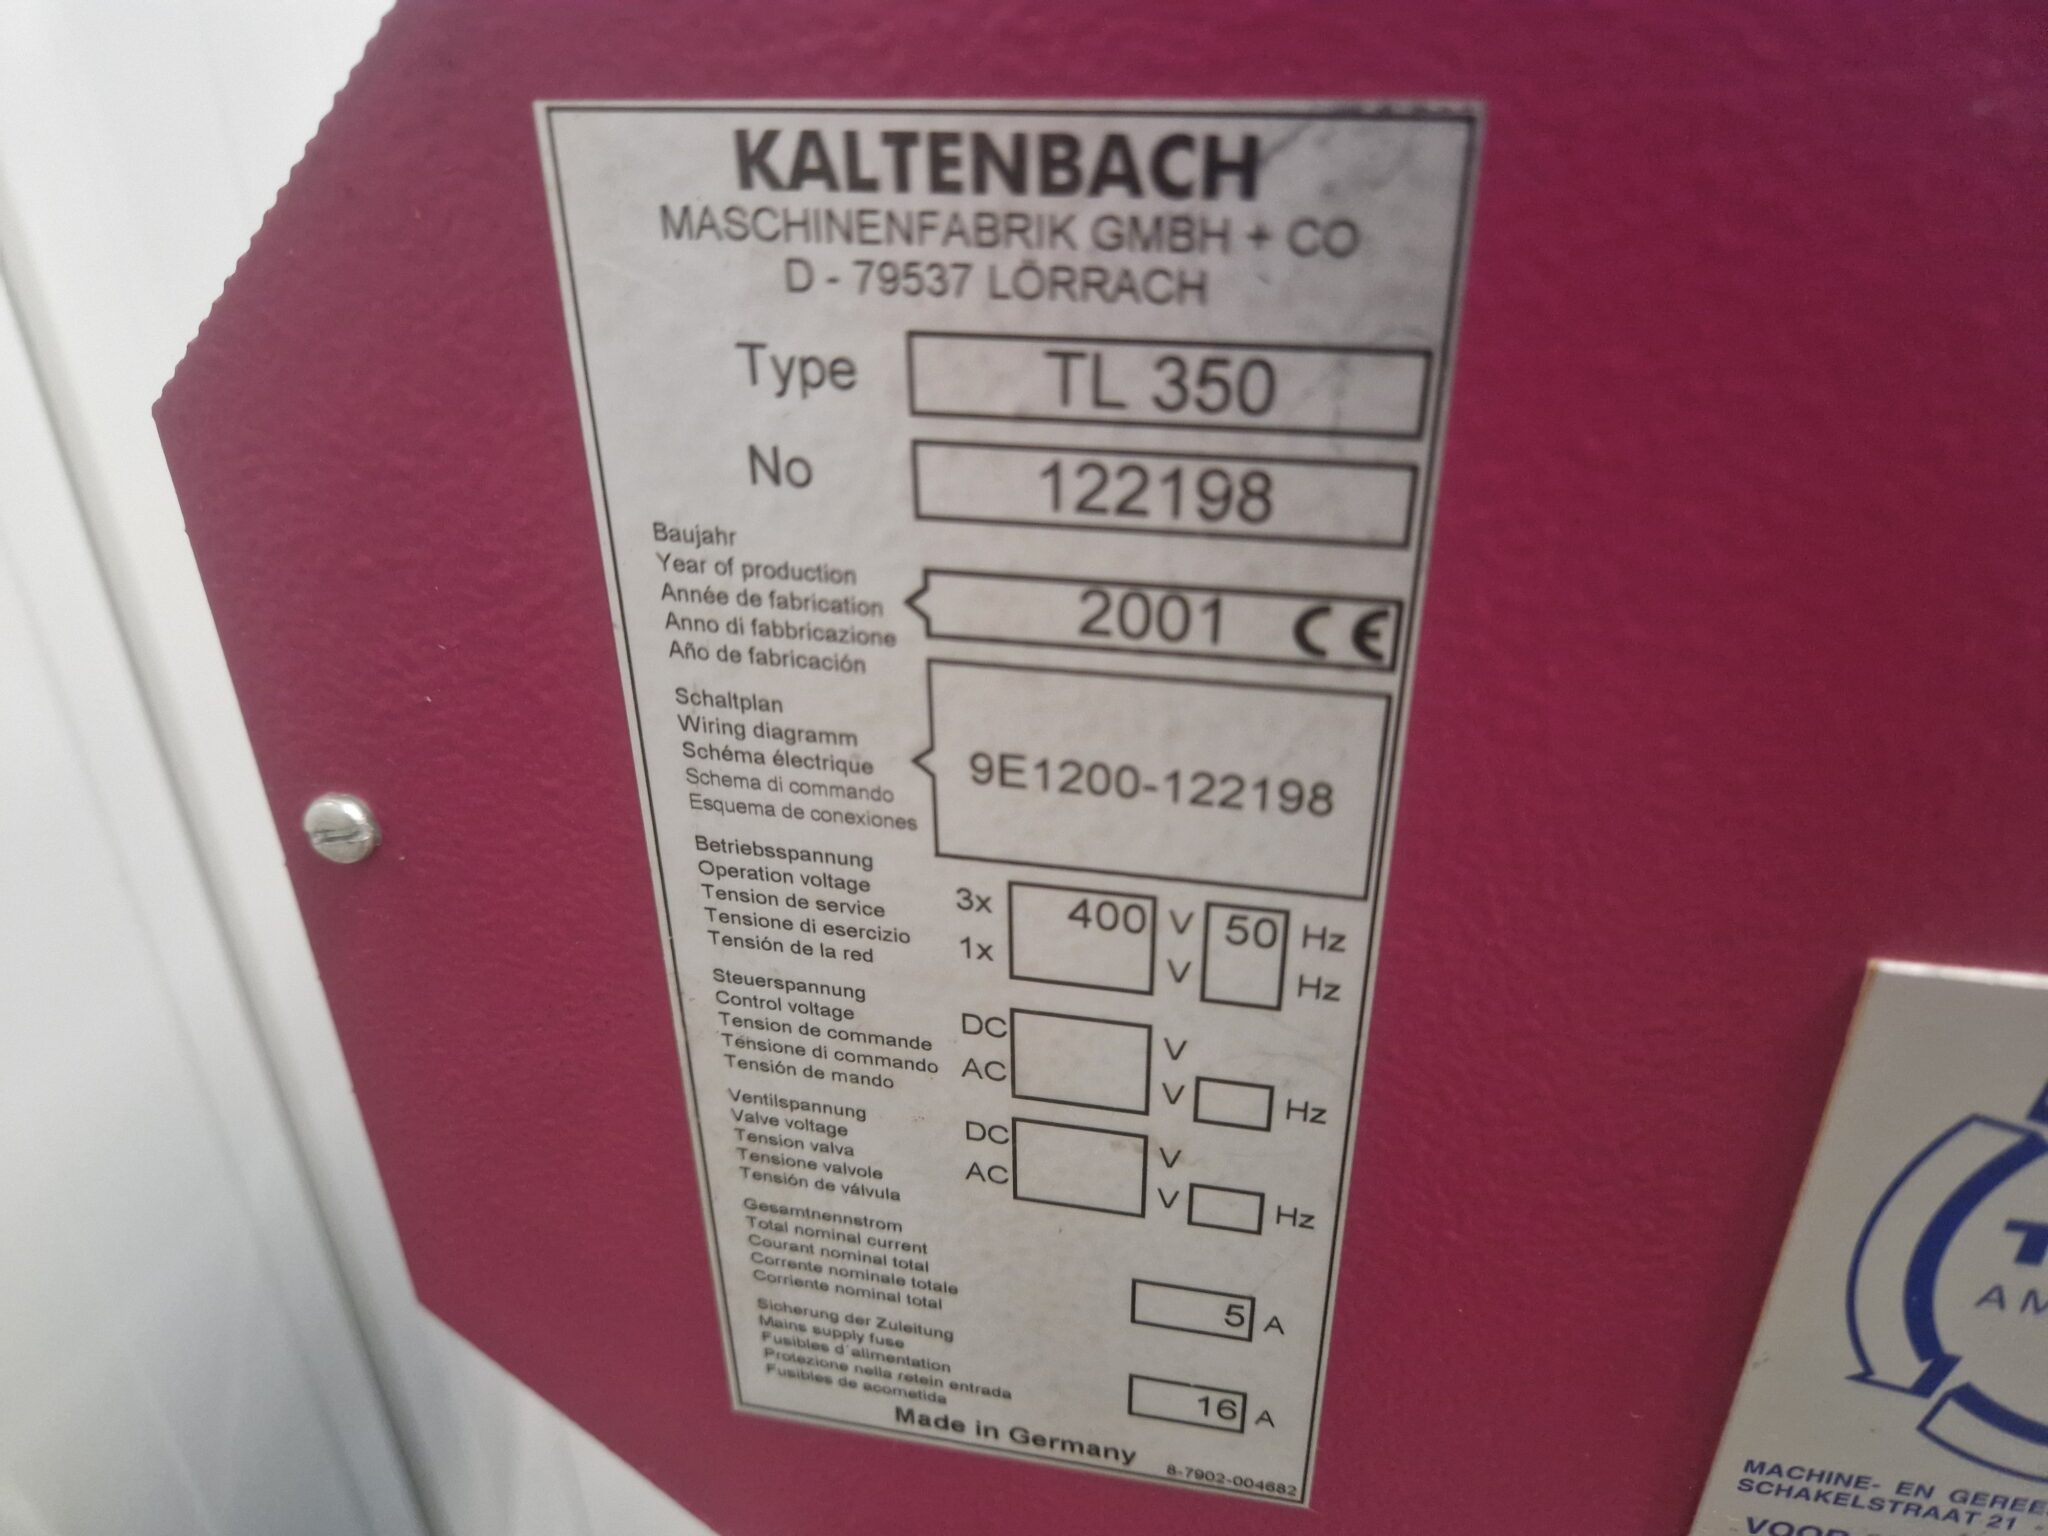 KALTENBACH
MASCHINENFABRIK GMBH + CO
D - 79537 LÖRRACH
Type TL 350
No 122198
Baujahr
Year of production
Année de fabrication
Anno di fabbricazione
Año de fabricación
2001 CE
Schaltplan
Wiring diagramm
Schéma électrique
Schema di commando
Esquema de conexiones
9E1200-122198
Betriebsspannung
Operation voltage
Tension de service
Tensione di esercizio
Tensión de la red
3x 400 V 50 Hz
1x V Hz
Steuerspannung
Control voltage
Tension de commande
Tensione di commando
Tensión de mando
DC V
AC V Hz
Ventilspannung
Valve voltage
Tension valva
Tensione valvole
Tensión de válvula
DC V
AC V Hz
Gesamtnennstrom
Total nominal current
Courant nominal total
Corrente nominale totale
Corriente nominal total
5 A
Sicherung der Zuleitung
Mains supply fuse
Fusibles d'alimentation
Protezione nella retein entrada
Fusibles de acometida
16 A
Made in Germany
8-7902-004682
MACHINE- EN
SCHAKELSTRAAT 21